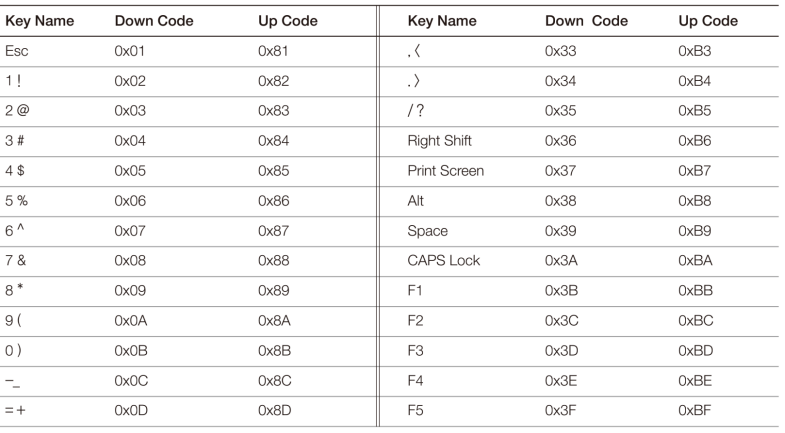 Key Name Down Code Up Code Key Name Down Code Up Code
Esc 0x01 0x81 ,〈 0x33 0xB3
1 ! 0x02 0x82 .〉 0x34 0xB4
2 @ 0x03 0x83 / ? 0x35 0xB5
3 # 0x04 0x84 Right Shift 0x36 0xB6
4 $ 0x05 0x85 Print Screen 0x37 0xB7
5 % 0x06 0x86 Alt 0x38 0xB8
6 ^ 0x07 0x87 Space 0x39 0xB9
7 & 0x08 0x88 CAPS Lock 0x3A 0xBA
8 * 0x09 0x89 F1 0x3B 0xBB
9 ( 0x0A 0x8A F2 0x3C 0xBC
0 ) 0x0B 0x8B F3 0x3D 0xBD
–_ 0x0C 0x8C F4 0x3E 0xBE
= + 0x0D 0x8D F5 0x3F 0xBF